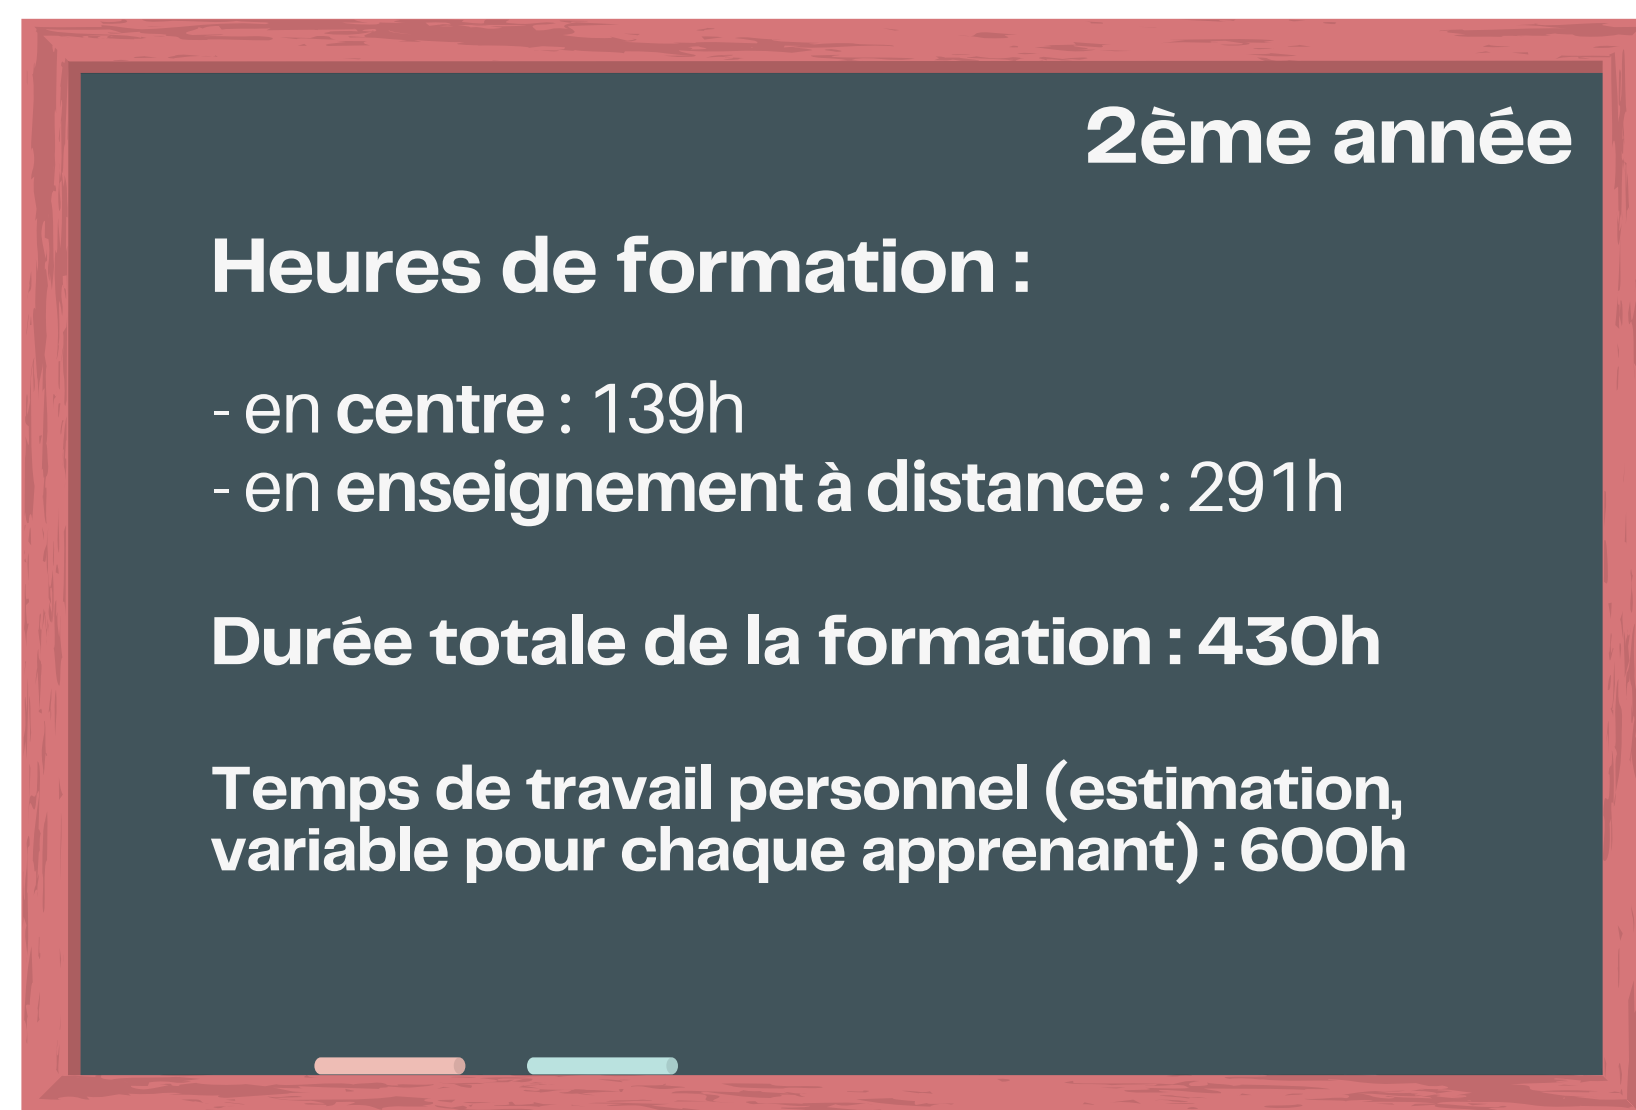 2ème année
Heures de formation :
- en centre : 139h
- en enseignement à distance : 291h
Durée totale de la formation : 430h
Temps de travail personnel (estimation,
variable pour chaque apprenant) : 600h